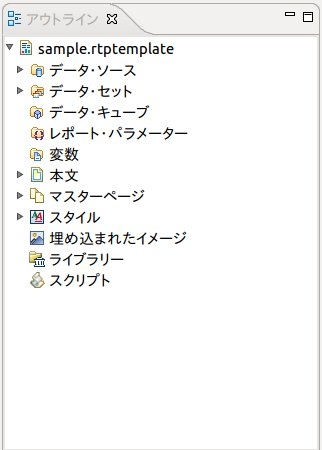 アウトライン
sample.rtptemplate
データ・ソース
データ・セット
データ・キューブ
レポート・パラメーター
変数
本文
マスターページ
スタイル
埋め込まれたイメージ
ライブラリー
スクリプト